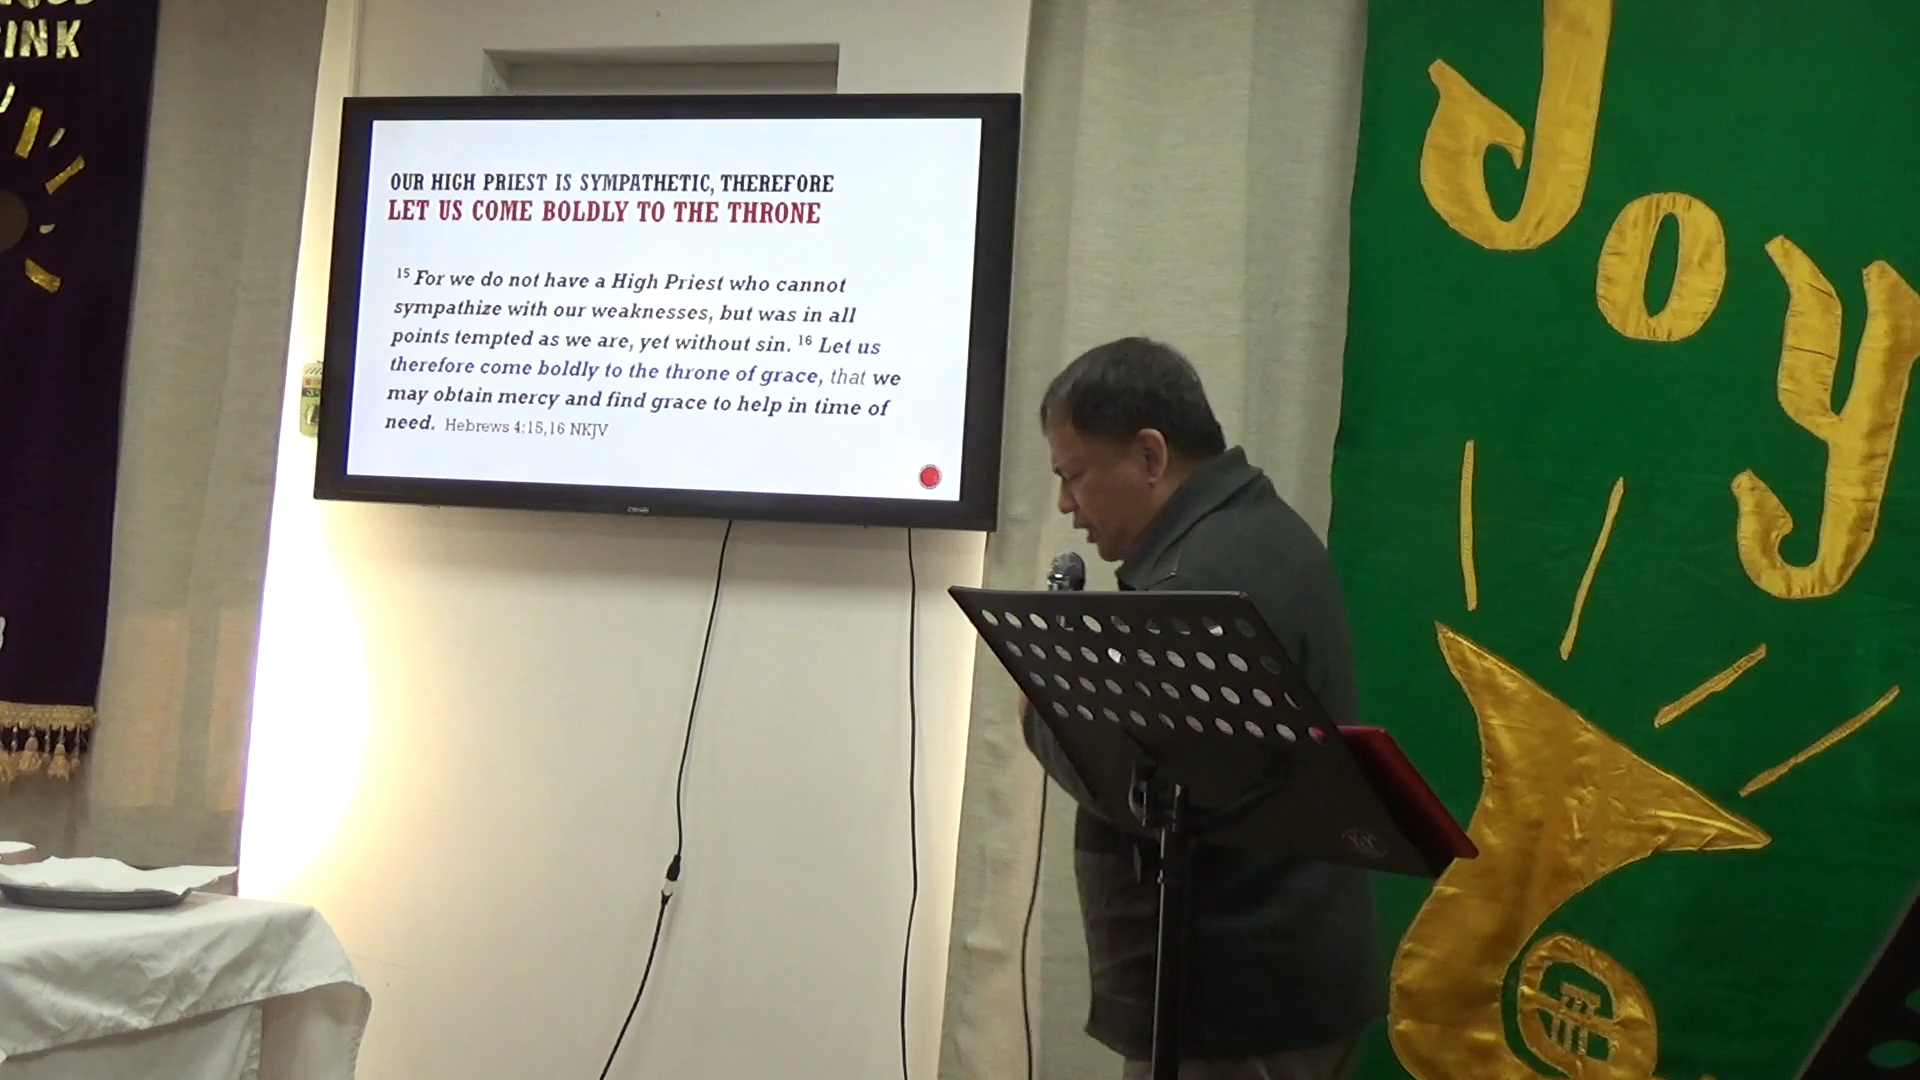 INK
OUR HIGH PRIEST IS SYMPATHETIC, THEREFORE
LET US COME BOLDLY TO THE THRONE
15 For we do not have a High Priest who cannot
sympathize with our weaknesses, but was in all
points tempted as we are, yet without sin. 16 Let us
therefore come boldly to the throne of grace, that we
may obtain mercy and find grace to help in time of
need. Hebrews 4:15,16 NKJV
Joy